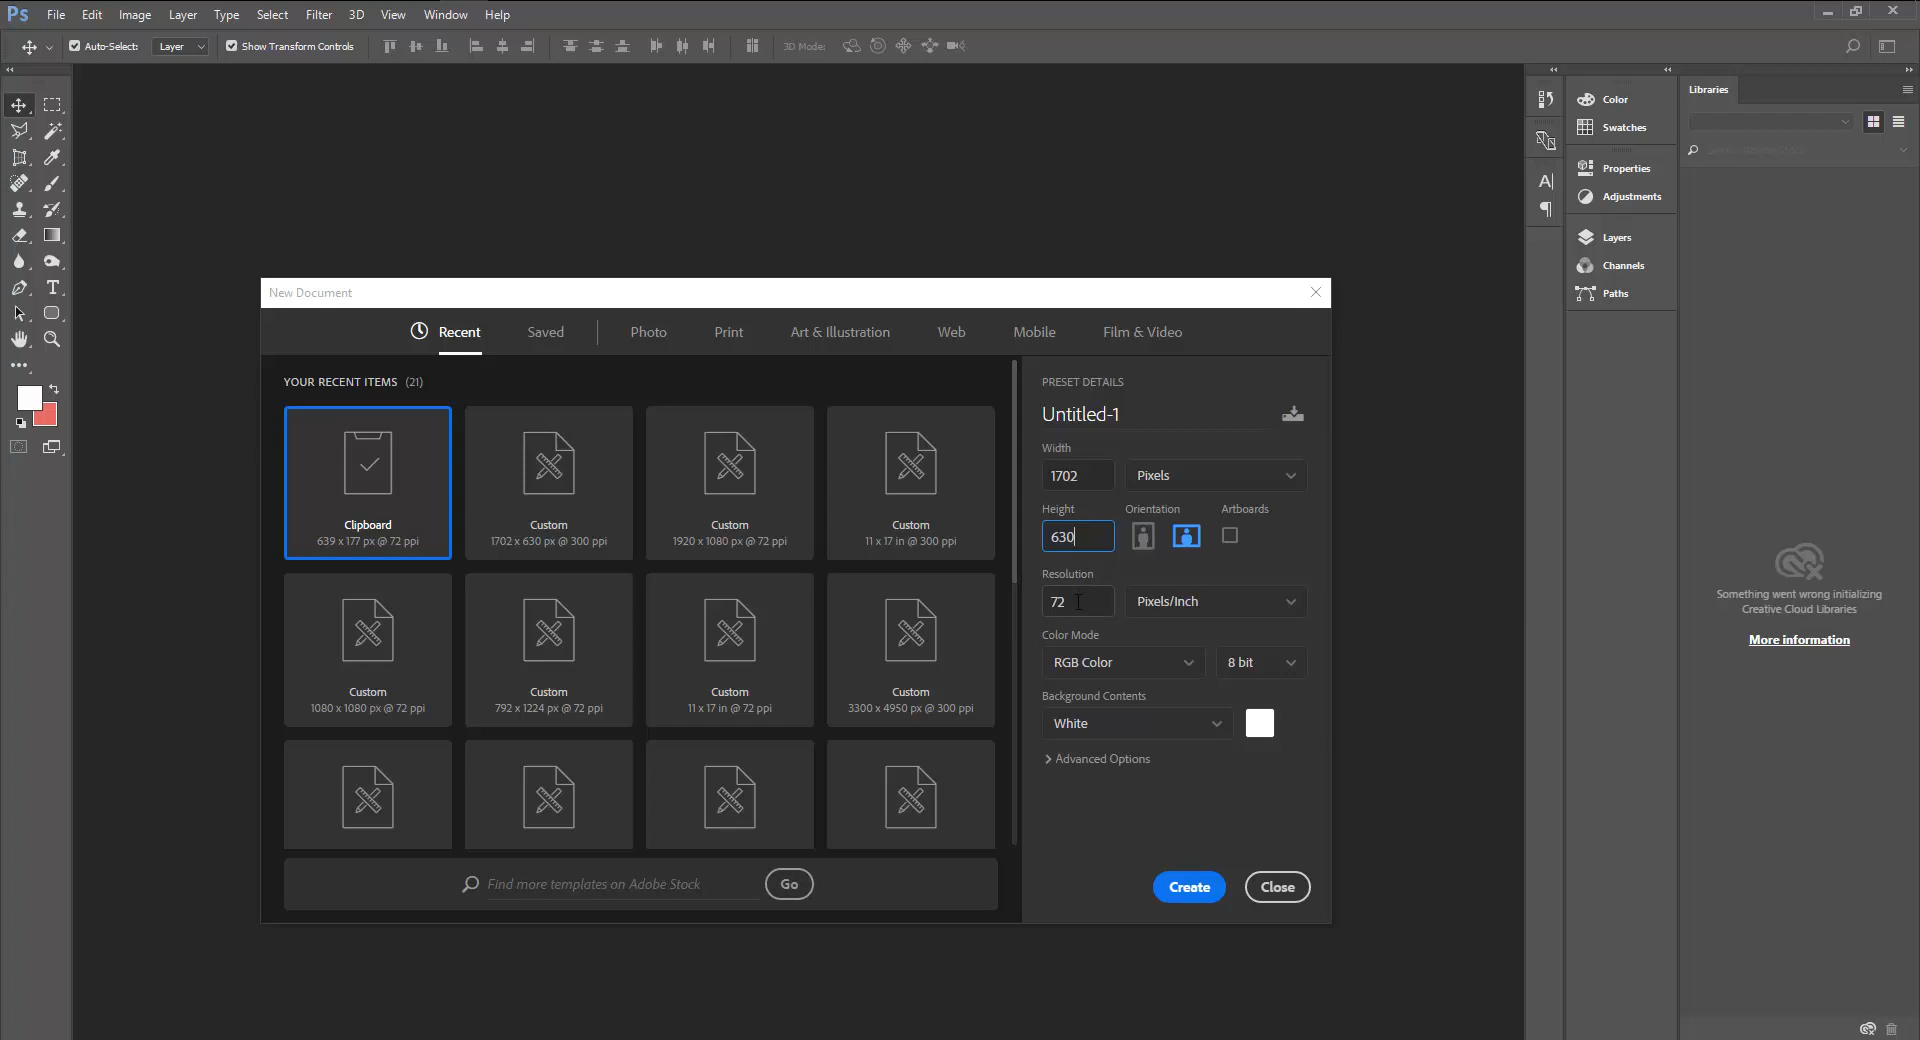 Ps File Edit Image Layer Type Select Filter 3D View Window Help
Auto-Select: Layer Show Transform Controls 3D Mode:
Color
Swatches
Properties
Adjustments
Layers
Channels
Paths
Libraries
Something went wrong initializing
Creative Cloud Libraries
More information
New Document
Recent Saved Photo Print Art & Illustration Web Mobile Film & Video
YOUR RECENT ITEMS (21)
Clipboard
639 x 177 px @ 72 ppi
Custom
1702 x 630 px @ 300 ppi
Custom
1920 x 1080 px @ 72 ppi
Custom
11 x 17 in @ 300 ppi
Custom
1080 x 1080 px @ 72 ppi
Custom
792 x 1224 px @ 72 ppi
Custom
11 x 17 in @ 72 ppi
Custom
3300 x 4950 px @ 300 ppi
Find more templates on Adobe Stock Go
PRESET DETAILS
Untitled-1
Width
1702 Pixels
Height Orientation Artboards
630
Resolution
72 Pixels/Inch
Color Mode
RGB Color 8 bit
Background Contents
White
Advanced Options
Create Close